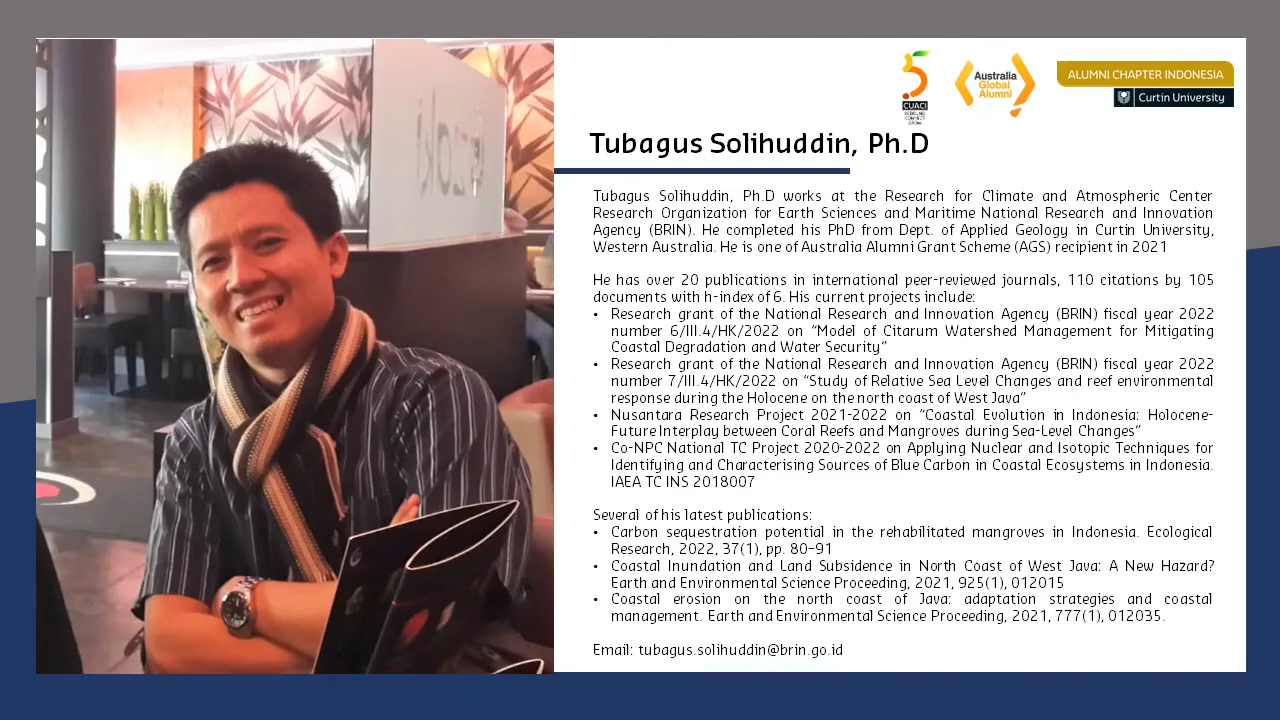 CUACI
Australia
Global
Alumni
ALUMNI CHAPTER INDONESIA
Curtin University
Tubagus Solihuddin, Ph.D
Tubagus Solihuddin, Ph.D works at the Research for Climate and Atmospheric Center
Research Organization for Earth Sciences and Maritime National Research and Innovation
Agency (BRIN). He completed his PhD from Dept. of Applied Geology in Curtin University,
Western Australia. He is one of Australia Alumni Grant Scheme (AGS) recipient in 2021
He has over 20 publications in international peer-reviewed journals, 110 citations by 105
documents with h-index of 6. His current projects include:
• Research grant of the National Research and Innovation Agency (BRIN) fiscal year 2022
number 6/III.4/HK/2022 on “Model of Citarum Watershed Management for Mitigating
Coastal Degradation and Water Security”
• Research grant of the National Research and Innovation Agency (BRIN) fiscal year 2022
number 7/III.4/HK/2022 on “Study of Relative Sea Level Changes and reef environmental
response during the Holocene on the north coast of West Java”
• Nusantara Research Project 2021-2022 on “Coastal Evolution in Indonesia: Holocene-
Future Interplay between Coral Reefs and Mangroves during Sea-Level Changes”
• Co-NPC National TC Project 2020-2022 on Applying Nuclear and Isotopic Techniques for
Identifying and Characterising Sources of Blue Carbon in Coastal Ecosystems in Indonesia.
IAEA TC INS 2018007
Several of his latest publications:
• Carbon sequestration potential in the rehabilitated mangroves in Indonesia. Ecological
Research, 2022, 37(1), pp. 80–91
• Coastal Inundation and Land Subsidence in North Coast of West Java: A New Hazard?
Earth and Environmental Science Proceeding, 2021, 925(1), 012015
• Coastal erosion on the north coast of Java: adaptation strategies and coastal
management. Earth and Environmental Science Proceeding, 2021, 777(1), 012035.
Email: tubagus.solihuddin@brin.go.id